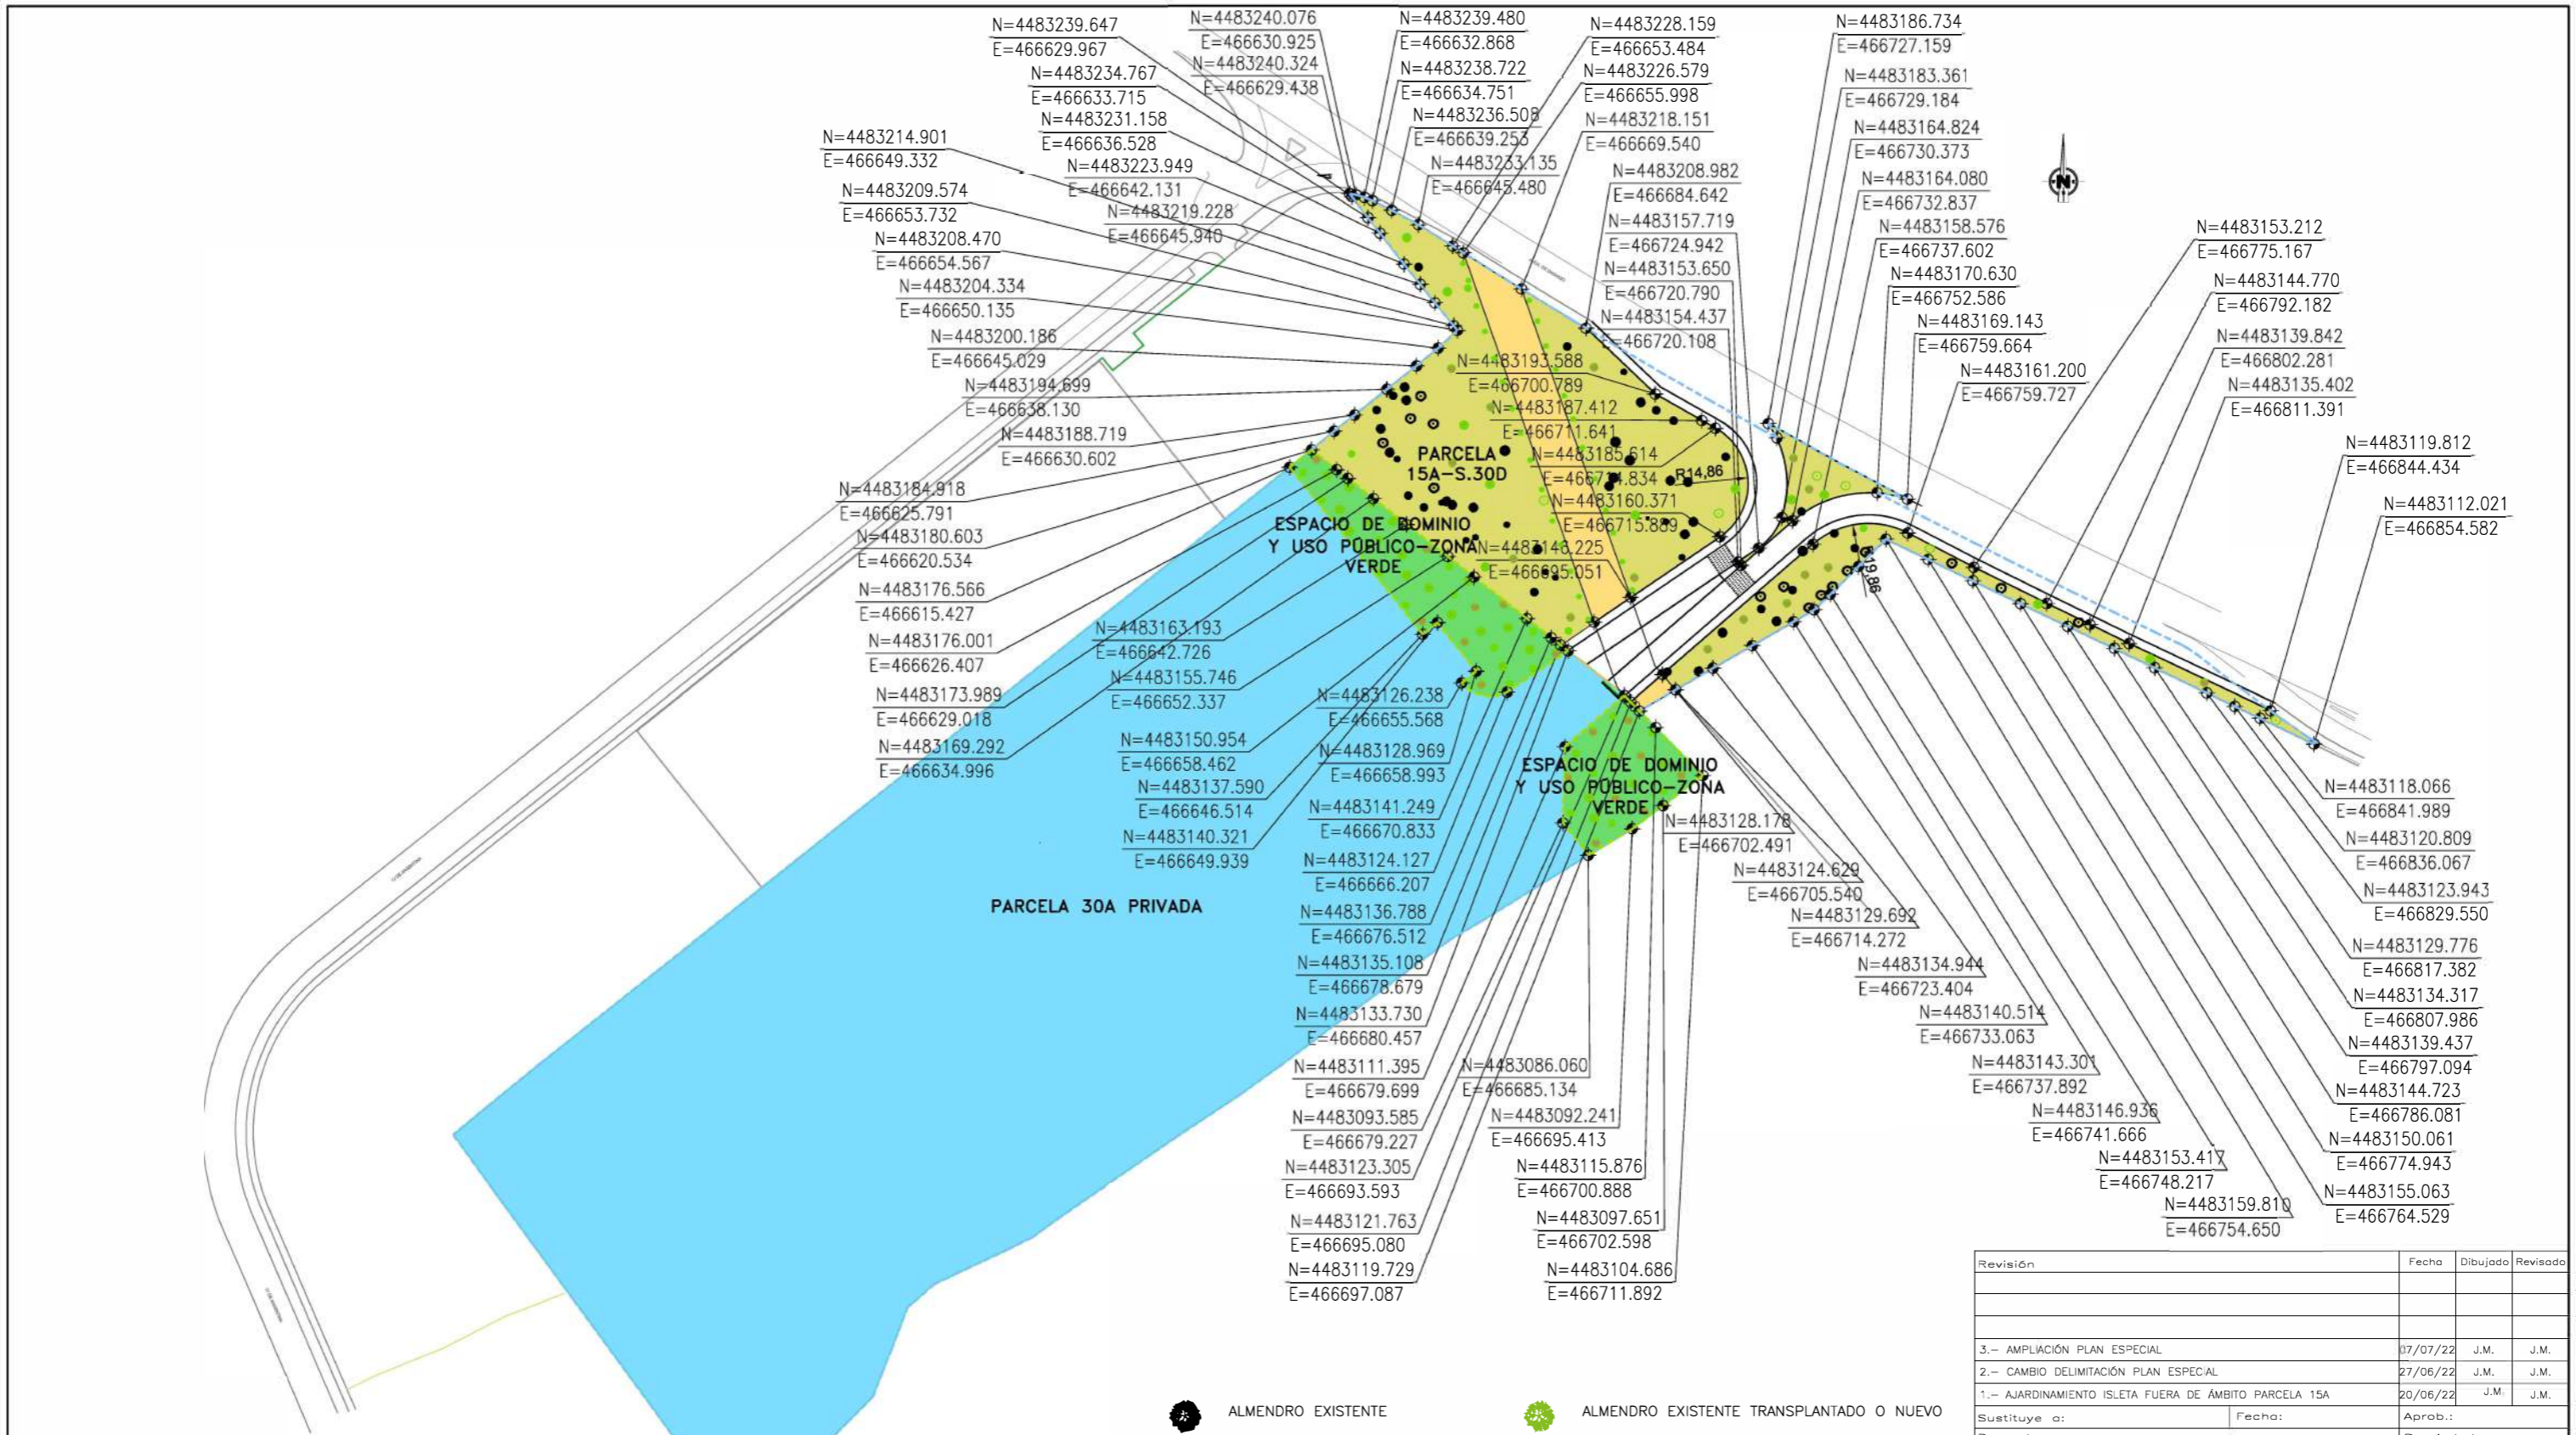 N=4483239.647
E=466629.967
N=4483240.076
E=466630.925
N=4483240.324
E=466629.438
N=4483239.480
E=466632.868
N=4483238.722
E=466634.751
N=4483236.508
E=466639.253
N=4483233.135
E=466645.480
N=4483228.159
E=466653.484
N=4483226.579
E=466655.998
N=4483218.151
E=466669.540
N=4483208.982
E=466684.642
N=4483157.719
E=466724.942
N=4483153.650
E=466720.790
N=4483154.437
E=466720.108
N=4483186.734
E=466727.159
N=4483183.361
E=466729.184
N=4483164.824
E=466730.373
N=4483164.080
E=466732.837
N=4483158.576
E=466737.602
N=4483170.630
E=466752.586
N=4483169.143
E=466759.664
N=4483161.200
E=466759.727
N
N=4483153.212
E=466775.167
N=4483144.770
E=466792.182
N=4483139.842
E=466802.281
N=4483135.402
E=466811.391
N=4483119.812
E=466844.434
N=4483112.021
E=466854.582
N=4483234.767
E=466633.715
N=4483231.158
E=466636.528
N=4483223.949
E=466642.131
N=4483219.228
E=466645.940
N=4483214.901
E=466649.332
N=4483209.574
E=466653.732
N=4483208.470
E=466654.567
N=4483204.334
E=466650.135
N=4483200.186
E=466645.029
N=4483194.699
E=466638.130
N=4483188.719
E=466630.602
N=4483184.918
E=466625.791
N=4483180.603
E=466620.534
N=4483176.566
E=466615.427
N=4483176.001
E=466626.407
N=4483173.989
E=466629.018
N=4483169.292
E=466634.996
N=4483193.588
E=466700.789
N=4483187.412
E=466711.641
N=4483185.614
E=466714.834
N=4483160.371
E=466715.889
N=4483146.225
E=466695.051
PARCELA
15A-S.30D
R14,86
R19,86
ESPACIO DE DOMINIO
Y USO PÚBLICO-ZONA
VERDE
N=4483163.193
E=466642.726
N=4483155.746
E=466652.337
N=4483150.954
E=466658.462
N=4483137.590
E=466646.514
N=4483140.321
E=466649.939
N=4483126.238
E=466655.568
N=4483128.969
E=466658.993
N=4483141.249
E=466670.833
N=4483124.127
E=466666.207
N=4483136.788
E=466676.512
N=4483135.108
E=466678.679
N=4483133.730
E=466680.457
N=4483111.395
E=466679.699
N=4483093.585
E=466679.227
N=4483123.305
E=466693.593
N=4483121.763
E=466695.080
N=4483119.729
E=466697.087
ESPACIO DE DOMINIO
Y USO PÚBLICO-ZONA
VERDE
PARCELA 30A PRIVADA
N=4483086.060
E=466685.134
N=4483092.241
E=466695.413
N=4483115.876
E=466700.888
N=4483097.651
E=466702.598
N=4483104.686
E=466711.892
N=4483128.178
E=466702.491
N=4483124.629
E=466705.540
N=4483129.692
E=466714.272
N=4483134.944
E=466723.404
N=4483140.514
E=466733.063
N=4483143.301
E=466737.892
N=4483146.936
E=466741.666
N=4483153.417
E=466748.217
N=4483159.810
E=466754.650
N=4483118.066
E=466841.989
N=4483120.809
E=466836.067
N=4483123.943
E=466829.550
N=4483129.776
E=466817.382
N=4483134.317
E=466807.986
N=4483139.437
E=466797.094
N=4483144.723
E=466786.081
N=4483150.061
E=466774.943
N=4483155.063
E=466764.529
Revisión Fecha Dibujado Revisado
3.- AMPLIACIÓN PLAN ESPECIAL 07/07/22 J.M. J.M.
2.- CAMBIO DELIMITACIÓN PLAN ESPECIAL 27/06/22 J.M. J.M.
1.- AJARDINAMIENTO ISLETA FUERA DE ÁMBITO PARCELA 15A 20/06/22 J.M. J.M.
Sustituye a: Fecha: Aprob.:
ALMENDRO EXISTENTE
ALMENDRO EXISTENTE TRANSPLANTADO O NUEVO